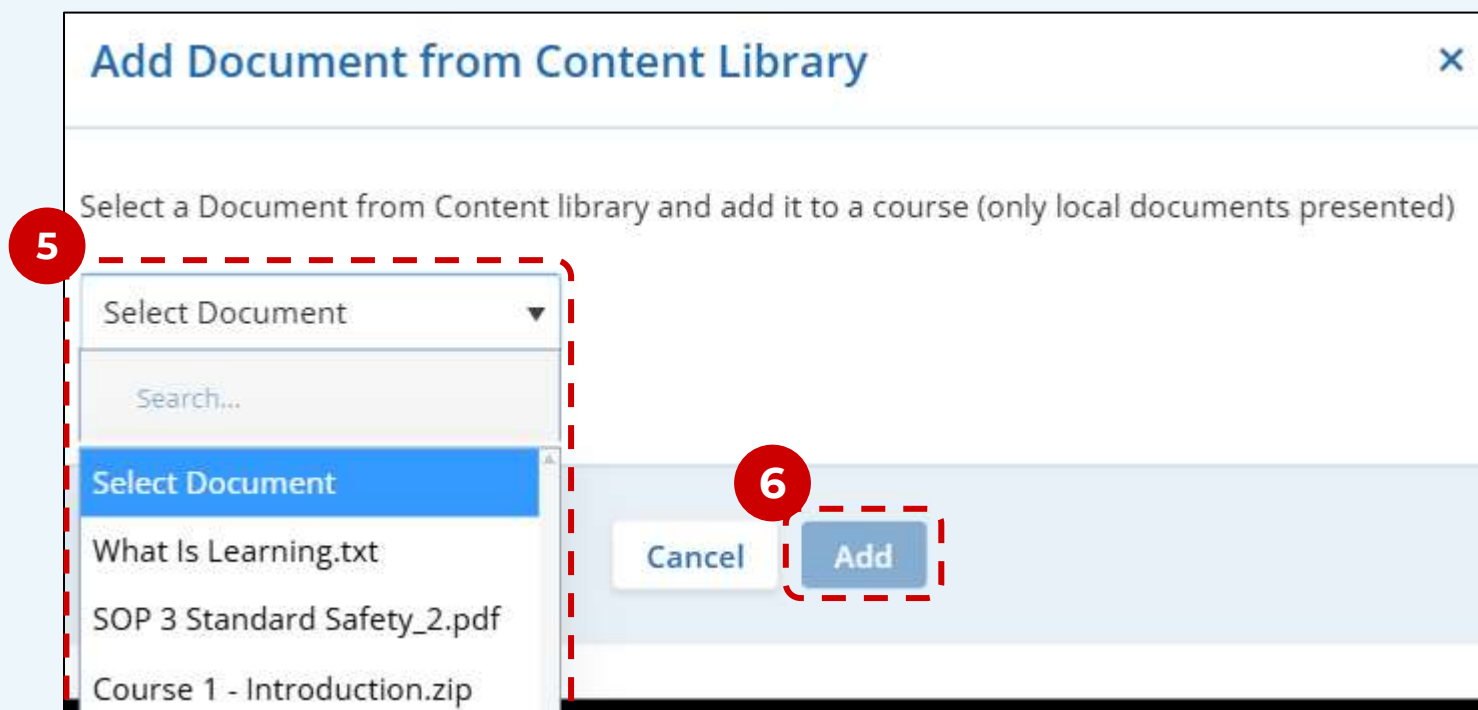 Add Document from Content Library ×
Select a Document from Content library and add it to a course (only local documents presented)
5
Select Document
Search...
Select Document
What Is Learning.txt
SOP 3 Standard Safety_2.pdf
Course 1 - Introduction.zip
6
Cancel
Add